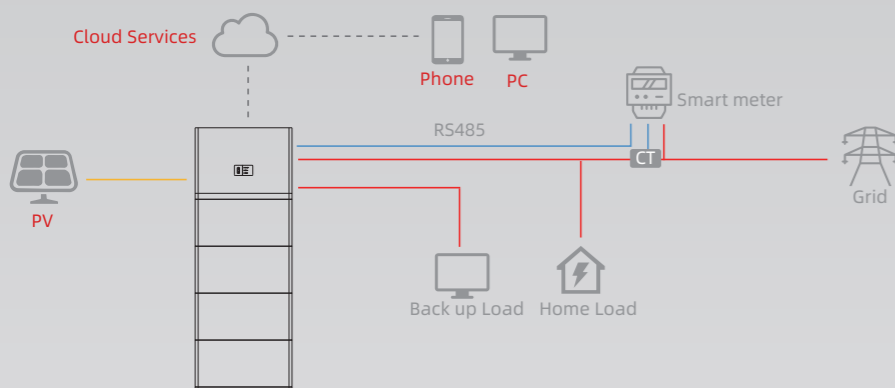 Cloud Services
Phone
PC
Smart meter
RS485
CT
PV
Grid
Back up Load
Home Load